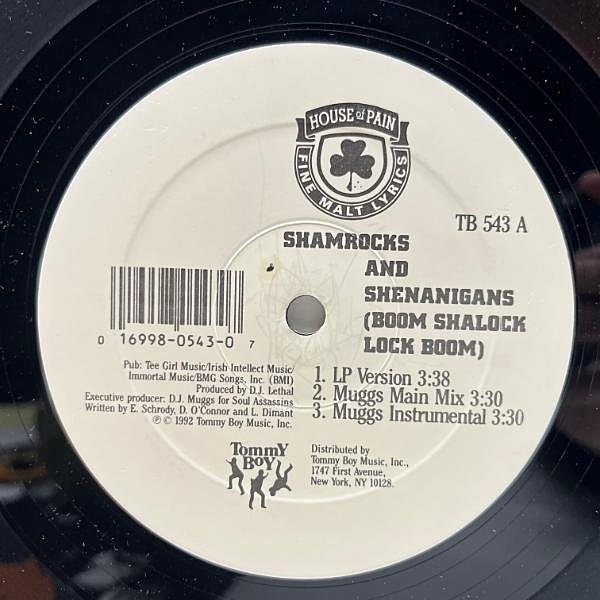 HOUSE of PAIN
FINE MALT LYRICS
TB 543 A
SHAMROCKS
AND
SHENANIGANS
(BOOM SHALOCK
LOCK BOOM)
0 16998-0543-0 7
Pub: Tee Girl Music/Irish Intellect Music/
Immortal Music/BMG Songs, Inc. (BMI)
Produced by D.J. Lethal
Executive producer: D.J. Muggs for Soul Assassins
Written by E. Schrody, D. O'Connor and L. Dimant
℗ © 1992 Tommy Boy Music, Inc.
1. LP Version 3:38
2. Muggs Main Mix 3:30
3. Muggs Instrumental 3:30
Tommy
Boy
Distributed by
Tommy Boy Music, Inc.,
1747 First Avenue,
New York, NY 10128.